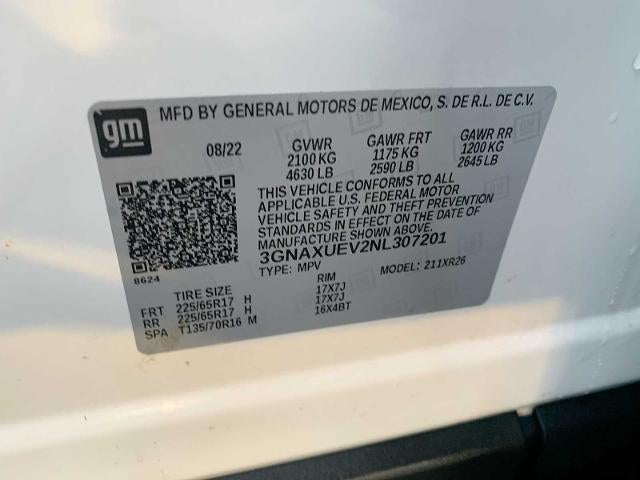 gm
MFD BY GENERAL MOTORS DE MEXICO, S. DE R.L. DE C.V.
08/22 GVWR GAWR FRT GAWR RR
2100 KG 1175 KG 1200 KG
4630 LB 2590 LB 2645 LB
THIS VEHICLE CONFORMS TO ALL
APPLICABLE U.S. FEDERAL MOTOR
VEHICLE SAFETY AND THEFT PREVENTION
STANDARDS IN EFFECT ON THE DATE OF
MANUFACTURE SHOWN ABOVE.
3GNAXUEV2NL307201
8624
TYPE: MPV MODEL: 211XR26
TIRE SIZE RIM
FRT 225/65R17 H 17X7J
RR 225/65R17 H 17X7J
SPA T135/70R16 M 16X4BT